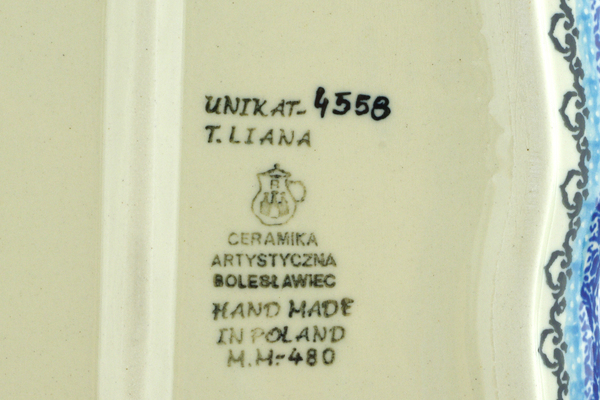 UNIKAT-4558
T. LIANA
CERAMIKA
ARTYSTYCZNA
BOLESŁAWIEC
HAND MADE
IN POLAND
M.M-480